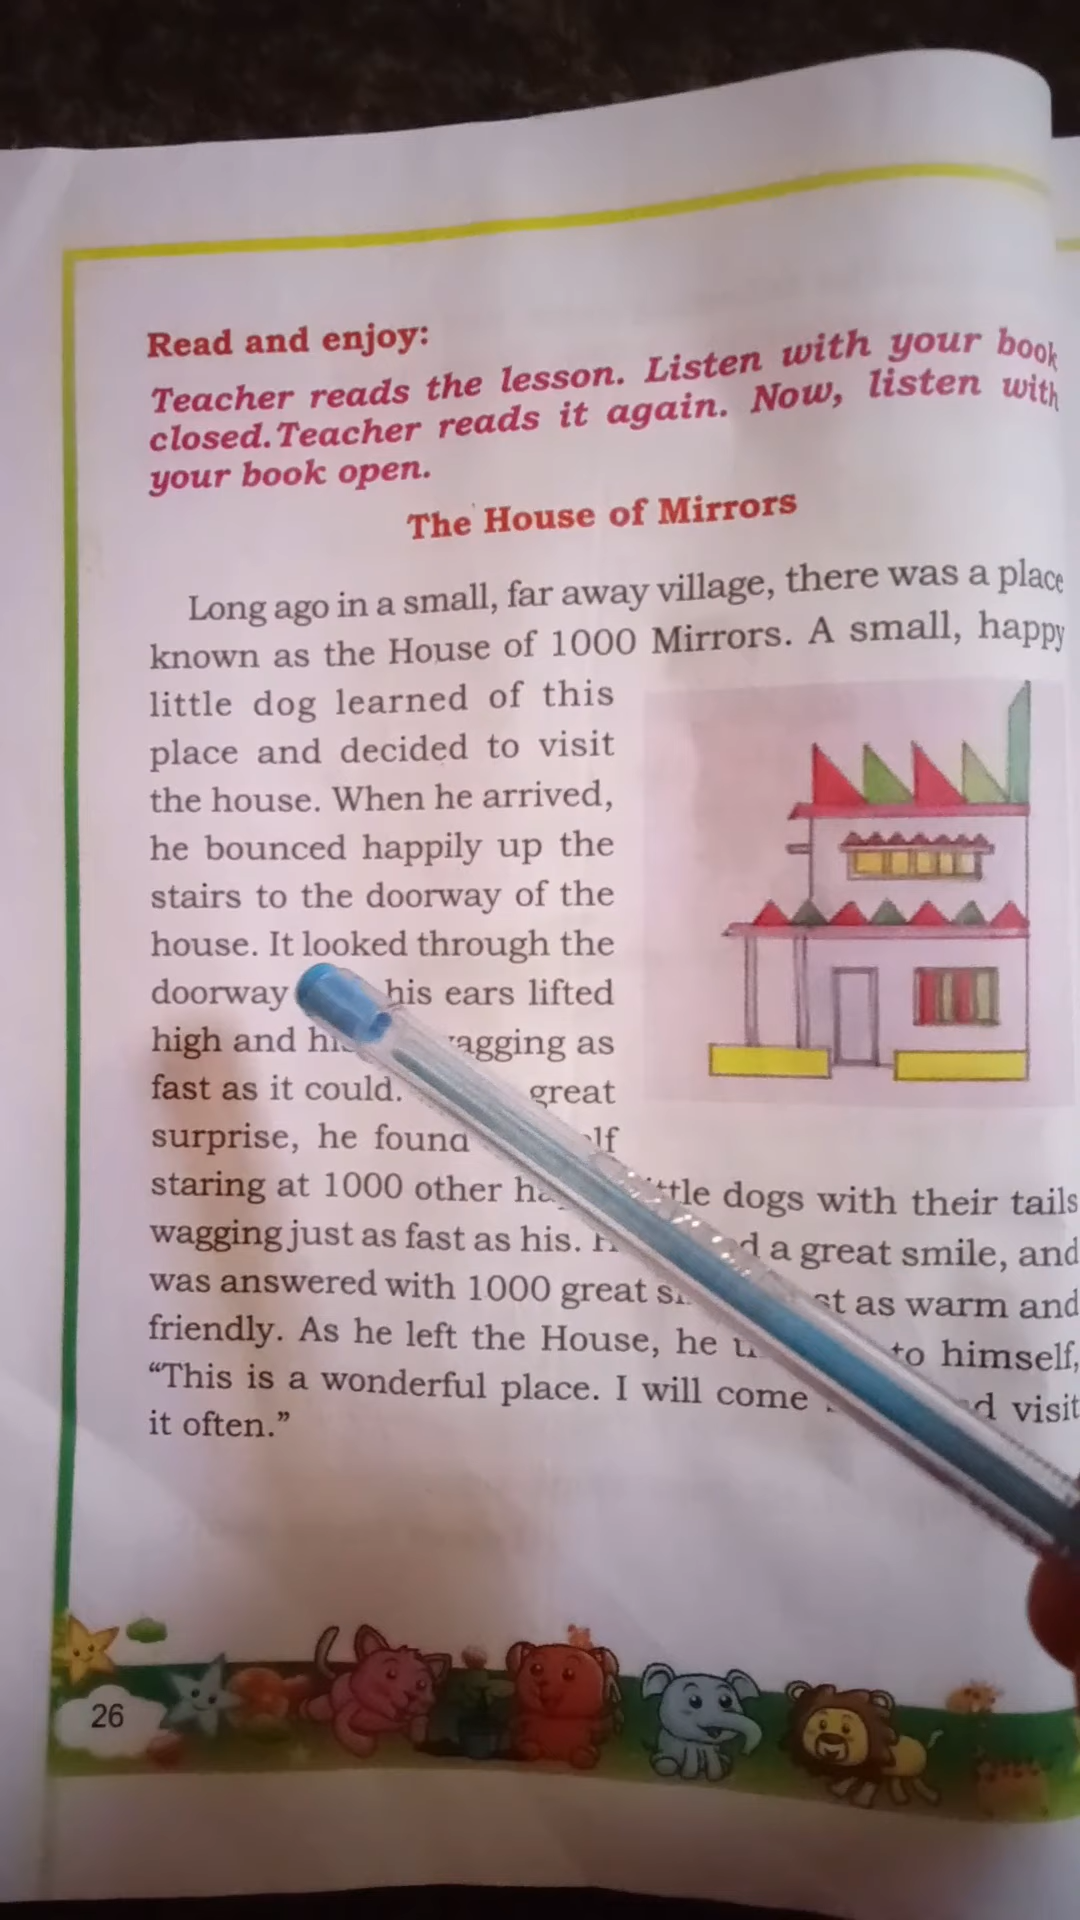 Read and enjoy:
Teacher reads the lesson. Listen with your book
closed. Teacher reads it again. Now, listen with
your book open.
The House of Mirrors
Long ago in a small, far away village, there was a place
known as the House of 1000 Mirrors. A small, happy
little dog learned of this
place and decided to visit
the house. When he arrived,
he bounced happily up the
stairs to the doorway of the
house. It looked through the
doorway his ears lifted
high and wagging as
fast as it could. great
surprise, he found
staring at 1000 other little dogs with their tails
wagging just as fast as his. a great smile, and
was answered with 1000 great as warm and
friendly. As he left the House, he to himself,
“This is a wonderful place. I will come visit
it often.”
26